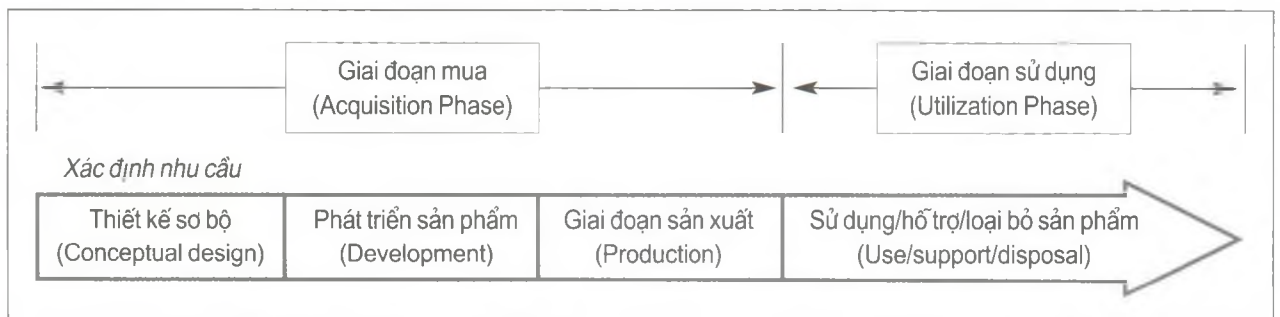 Giai đoạn mua
(Acquisition Phase)
Giai đoạn sử dụng
(Utilization Phase)
Xác định nhu cầu
Thiết kế sơ bộ
(Conceptual design)
Phát triển sản phẩm
(Development)
Giai đoạn sản xuất
(Production)
Sử dụng/hỗ trợ/loại bỏ sản phẩm
(Use/support/disposal)